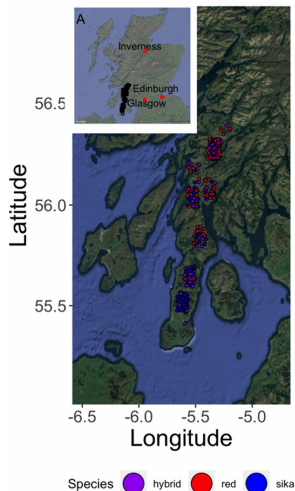 A
Inverness
Edinburgh
Glasgow
Latitude
56.5
56.0
55.5
-6.5 -6.0 -5.5 -5.0
Longitude
Species hybrid red sika